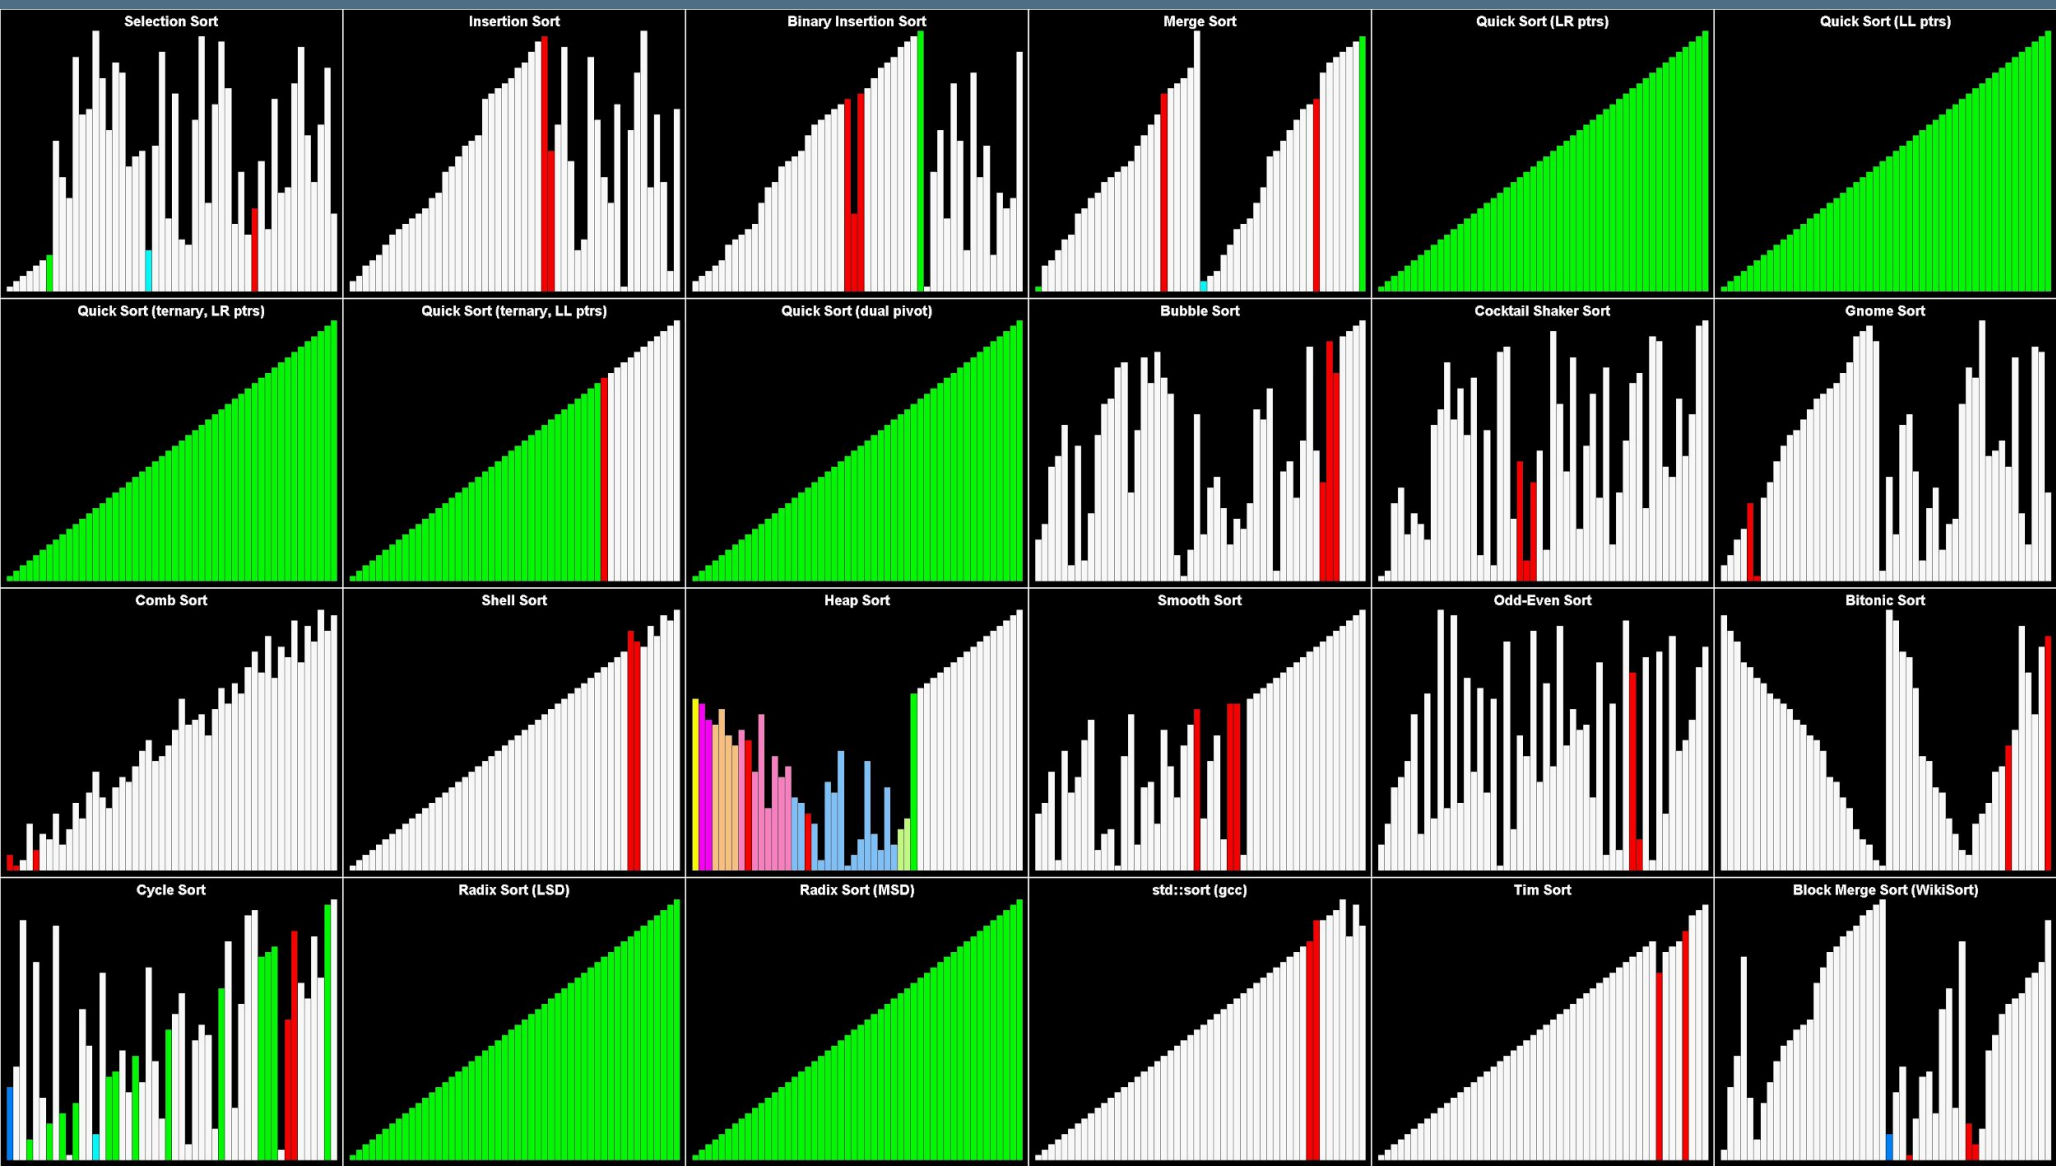 Selection Sort
Insertion Sort
Binary Insertion Sort
Merge Sort
Quick Sort (LR ptrs)
Quick Sort (LL ptrs)
Quick Sort (ternary, LR ptrs)
Quick Sort (ternary, LL ptrs)
Quick Sort (dual pivot)
Bubble Sort
Cocktail Shaker Sort
Gnome Sort
Comb Sort
Shell Sort
Heap Sort
Smooth Sort
Odd-Even Sort
Bitonic Sort
Cycle Sort
Radix Sort (LSD)
Radix Sort (MSD)
std::sort (gcc)
Tim Sort
Block Merge Sort (WikiSort)